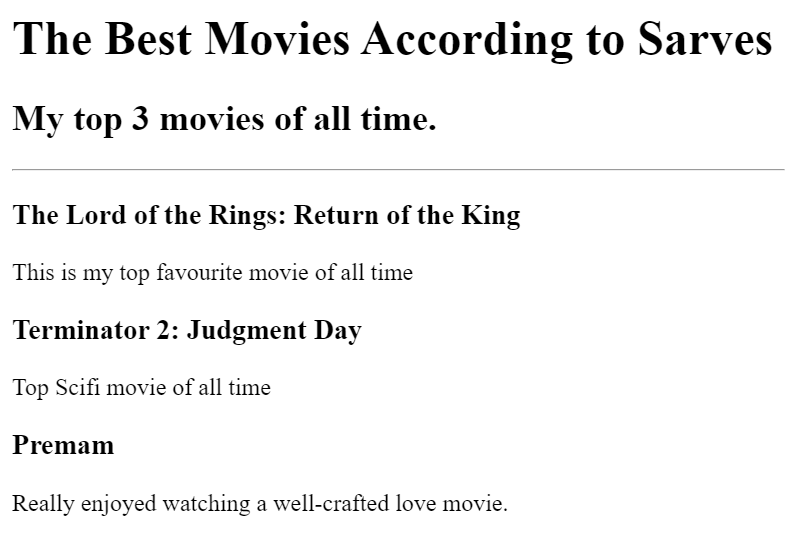 The Best Movies According to Sarves
My top 3 movies of all time.
The Lord of the Rings: Return of the King
This is my top favourite movie of all time
Terminator 2: Judgment Day
Top Scifi movie of all time
Premam
Really enjoyed watching a well-crafted love movie.